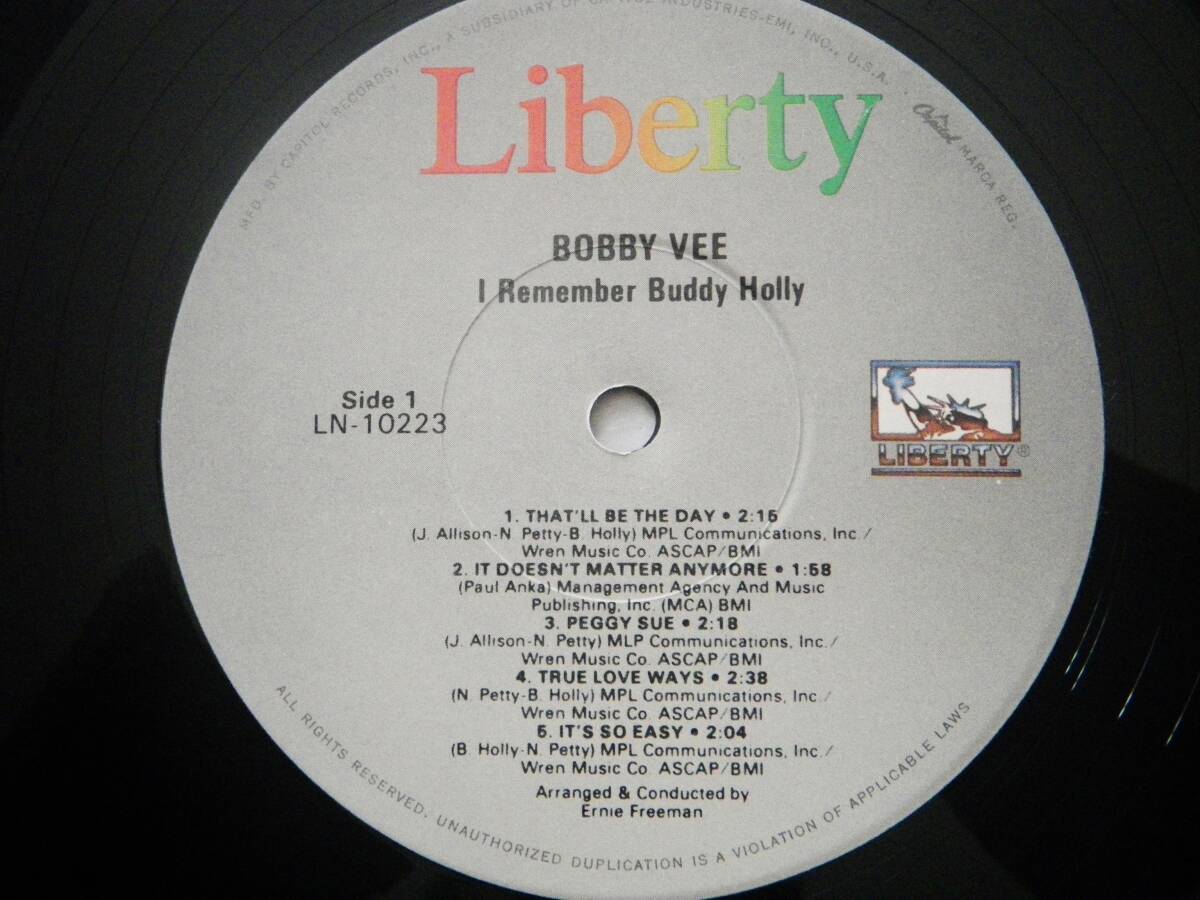 MFD. BY CAPITOL RECORDS, INC., A SUBSIDIARY OF CAPITOL INDUSTRIES-EMI, INC., U.S.A. Capitol MARCA REG.
Liberty
BOBBY VEE
I Remember Buddy Holly
Side 1
LN-10223
LIBERTY®
1. THAT'LL BE THE DAY • 2:15
(J. Allison-N. Petty-B. Holly) MPL Communications, Inc./
Wren Music Co. ASCAP/BMI
2. IT DOESN'T MATTER ANYMORE • 1:58
(Paul Anka) Management Agency And Music
Publishing, Inc. (MCA) BMI
3. PEGGY SUE • 2:18
(J. Allison-N. Petty) MLP Communications, Inc./
Wren Music Co. ASCAP/BMI
4. TRUE LOVE WAYS • 2:38
(N. Petty-B. Holly) MPL Communications, Inc./
Wren Music Co. ASCAP/BMI
5. IT'S SO EASY • 2:04
(B. Holly-N. Petty) MPL Communications, Inc./
Wren Music Co. ASCAP/BMI
Arranged & Conducted by
Ernie Freeman
ALL RIGHTS RESERVED. UNAUTHORIZED DUPLICATION IS A VIOLATION OF APPLICABLE LAWS